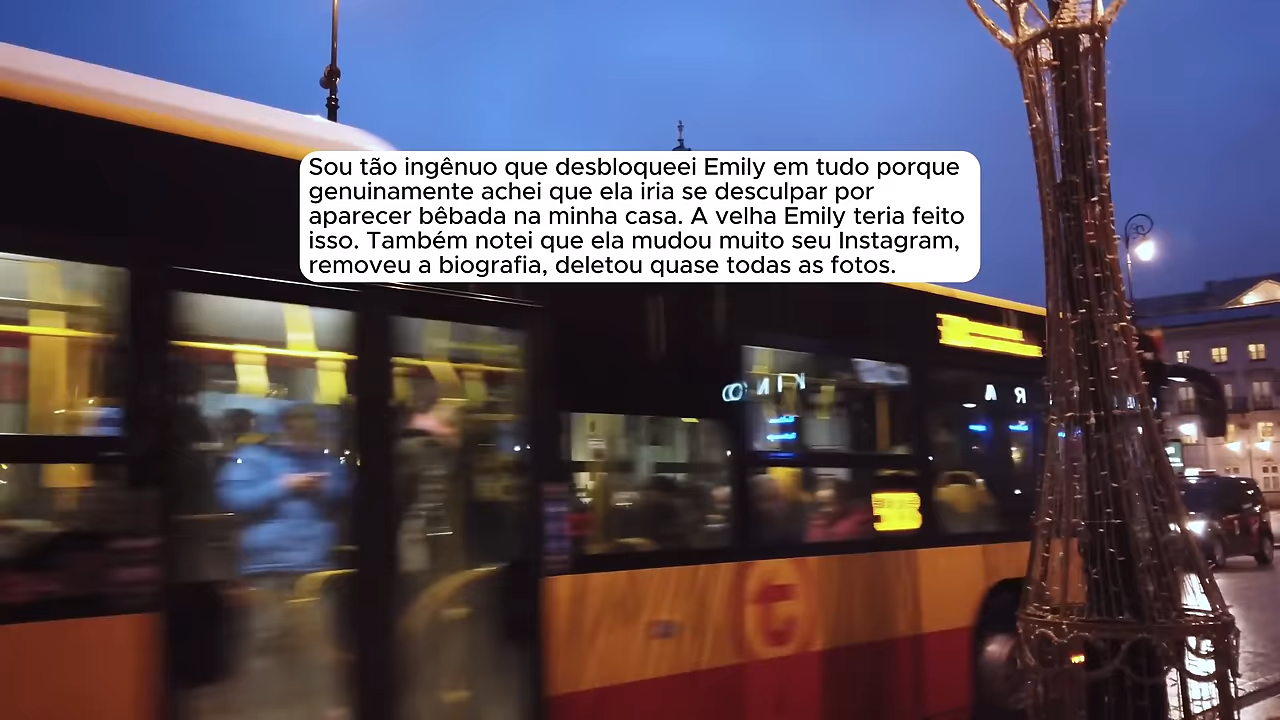 Sou tão ingênuo que desbloqueei Emily em tudo porque
genuinamente achei que ela iria se desculpar por
aparecer bêbada na minha casa. A velha Emily teria feito
isso. Também notei que ela mudou muito seu Instagram,
removeu a biografia, deletou quase todas as fotos.